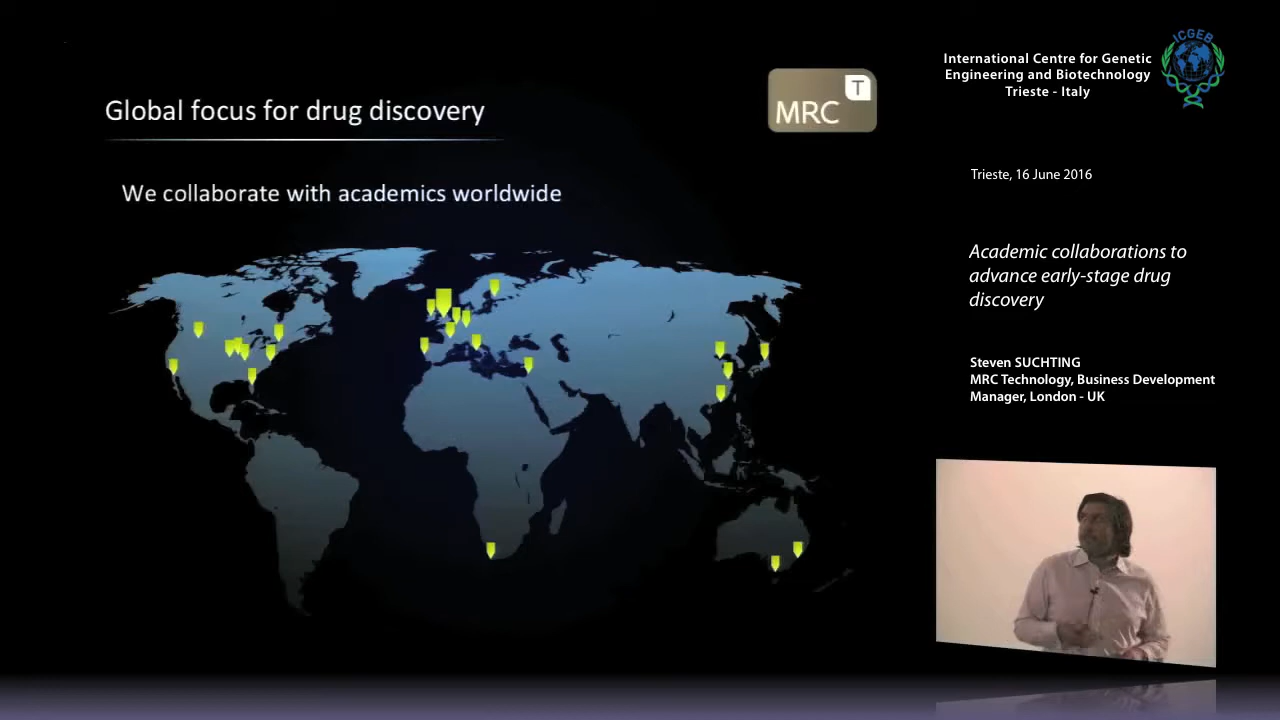 Global focus for drug discovery
We collaborate with academics worldwide
MRC
T
International Centre for Genetic
Engineering and Biotechnology
Trieste - Italy
ICGEB
Trieste, 16 June 2016
Academic collaborations to
advance early-stage drug
discovery
Steven SUCHTING
MRC Technology, Business Development
Manager, London - UK